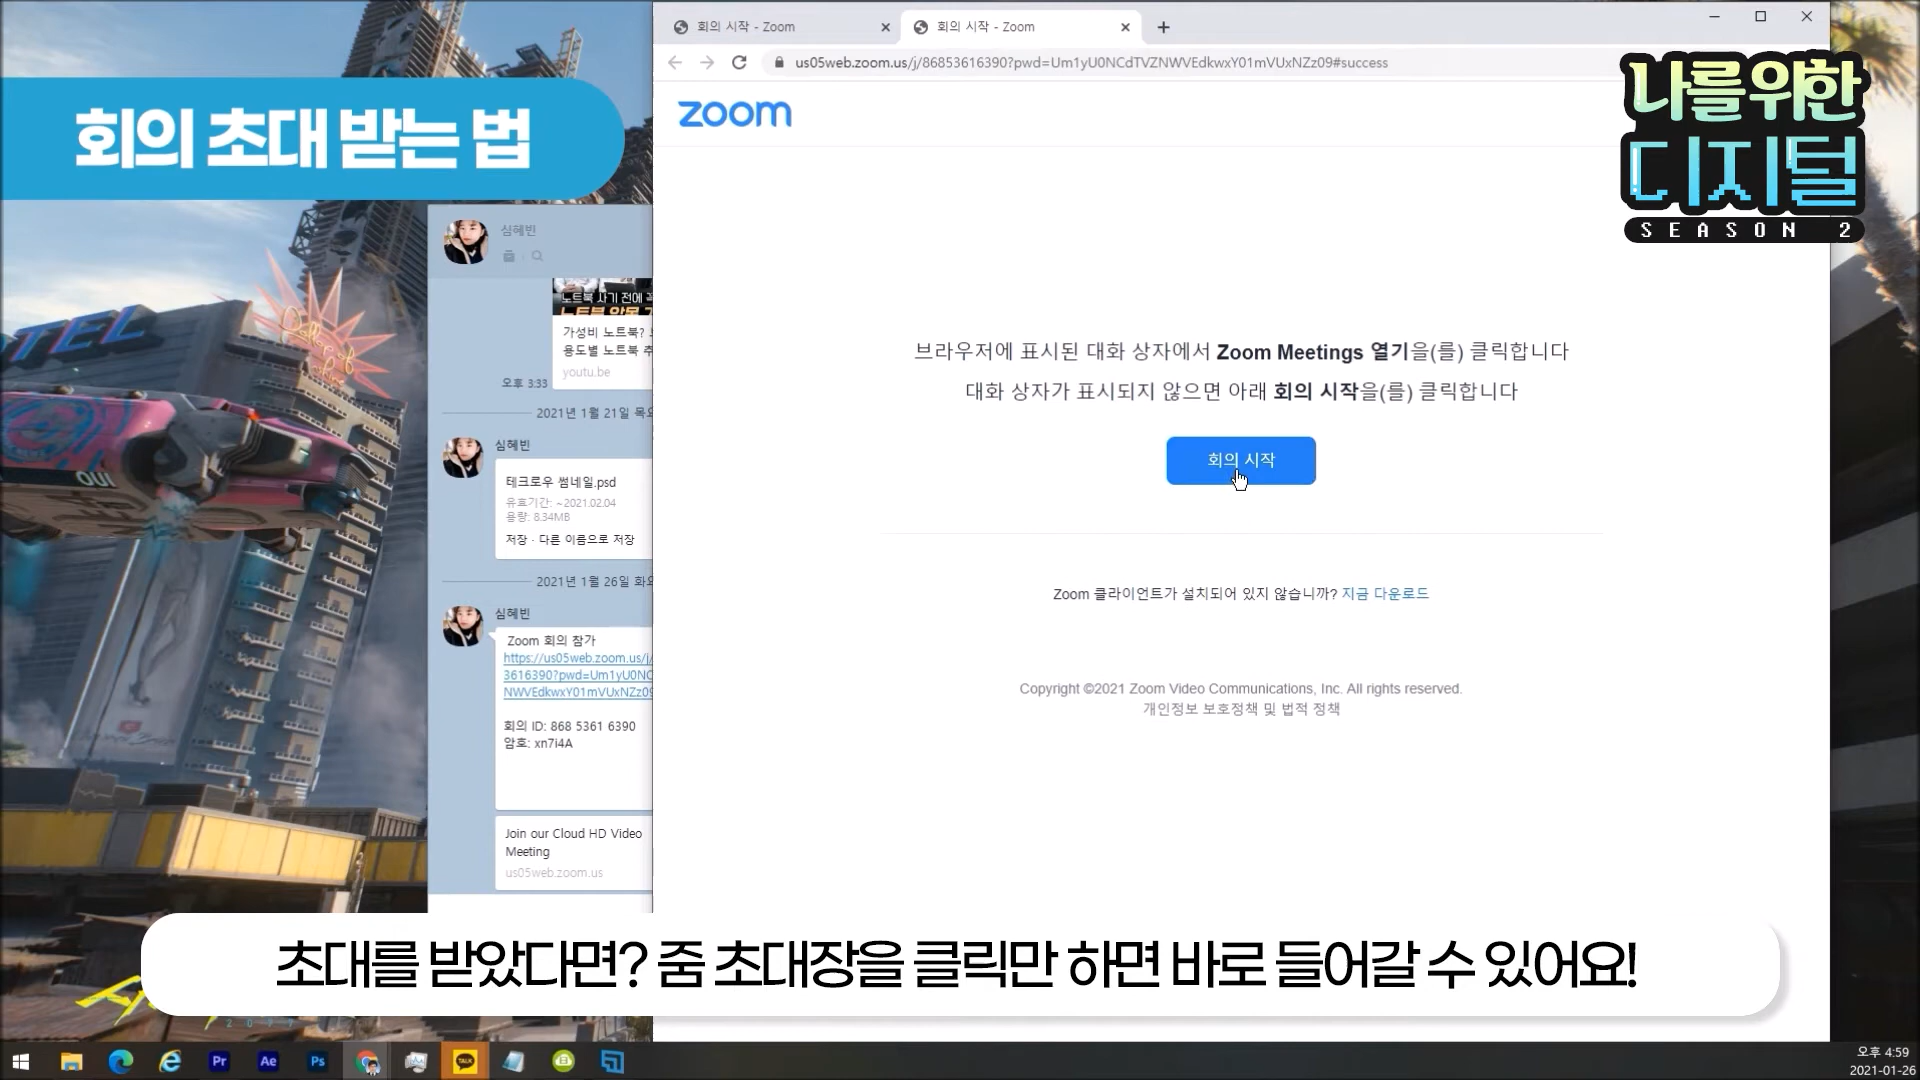 회의 시작 - Zoom
회의 시작 - Zoom
us05web.zoom.us/j/86853616390?pwd=Um1yU0NCdTVZNWVEdkwxY01mVUxNZz09#success
나를위한
디지털
SEASON 2
회의 초대 받는 법
zoom
심혜빈
노트북 사기 전에
가성비 노트북?
용도별 노트북 추
youtu.be
오후 3:33
2021년 1월 21일 목요
심혜빈
테크로우 썸네일.psd
유효기간: ~2021.02.04
용량: 8.34MB
저장 · 다른 이름으로 저장
2021년 1월 26일 화요
심혜빈
Zoom 회의 참가
https://us05web.zoom.us/j/
3616390?pwd=Um1yU0NC
NWVEdkwxY01mVUxNZz09
회의 ID: 868 5361 6390
암호: xn7i4A
Join our Cloud HD Video
Meeting
us05web.zoom.us
브라우저에 표시된 대화 상자에서 Zoom Meetings 열기을(를) 클릭합니다
대화 상자가 표시되지 않으면 아래 회의 시작을(를) 클릭합니다
회의 시작
Zoom 클라이언트가 설치되어 있지 않습니까? 지금 다운로드
Copyright ©2021 Zoom Video Communications, Inc. All rights reserved.
개인정보 보호정책 및 법적 정책
TEL
OUI
초대를 받았다면? 줌 초대장을 클릭만 하면 바로 들어갈 수 있어요!
2077
Pr
Ae
Ps
TALK
오후 4:59
2021-01-26